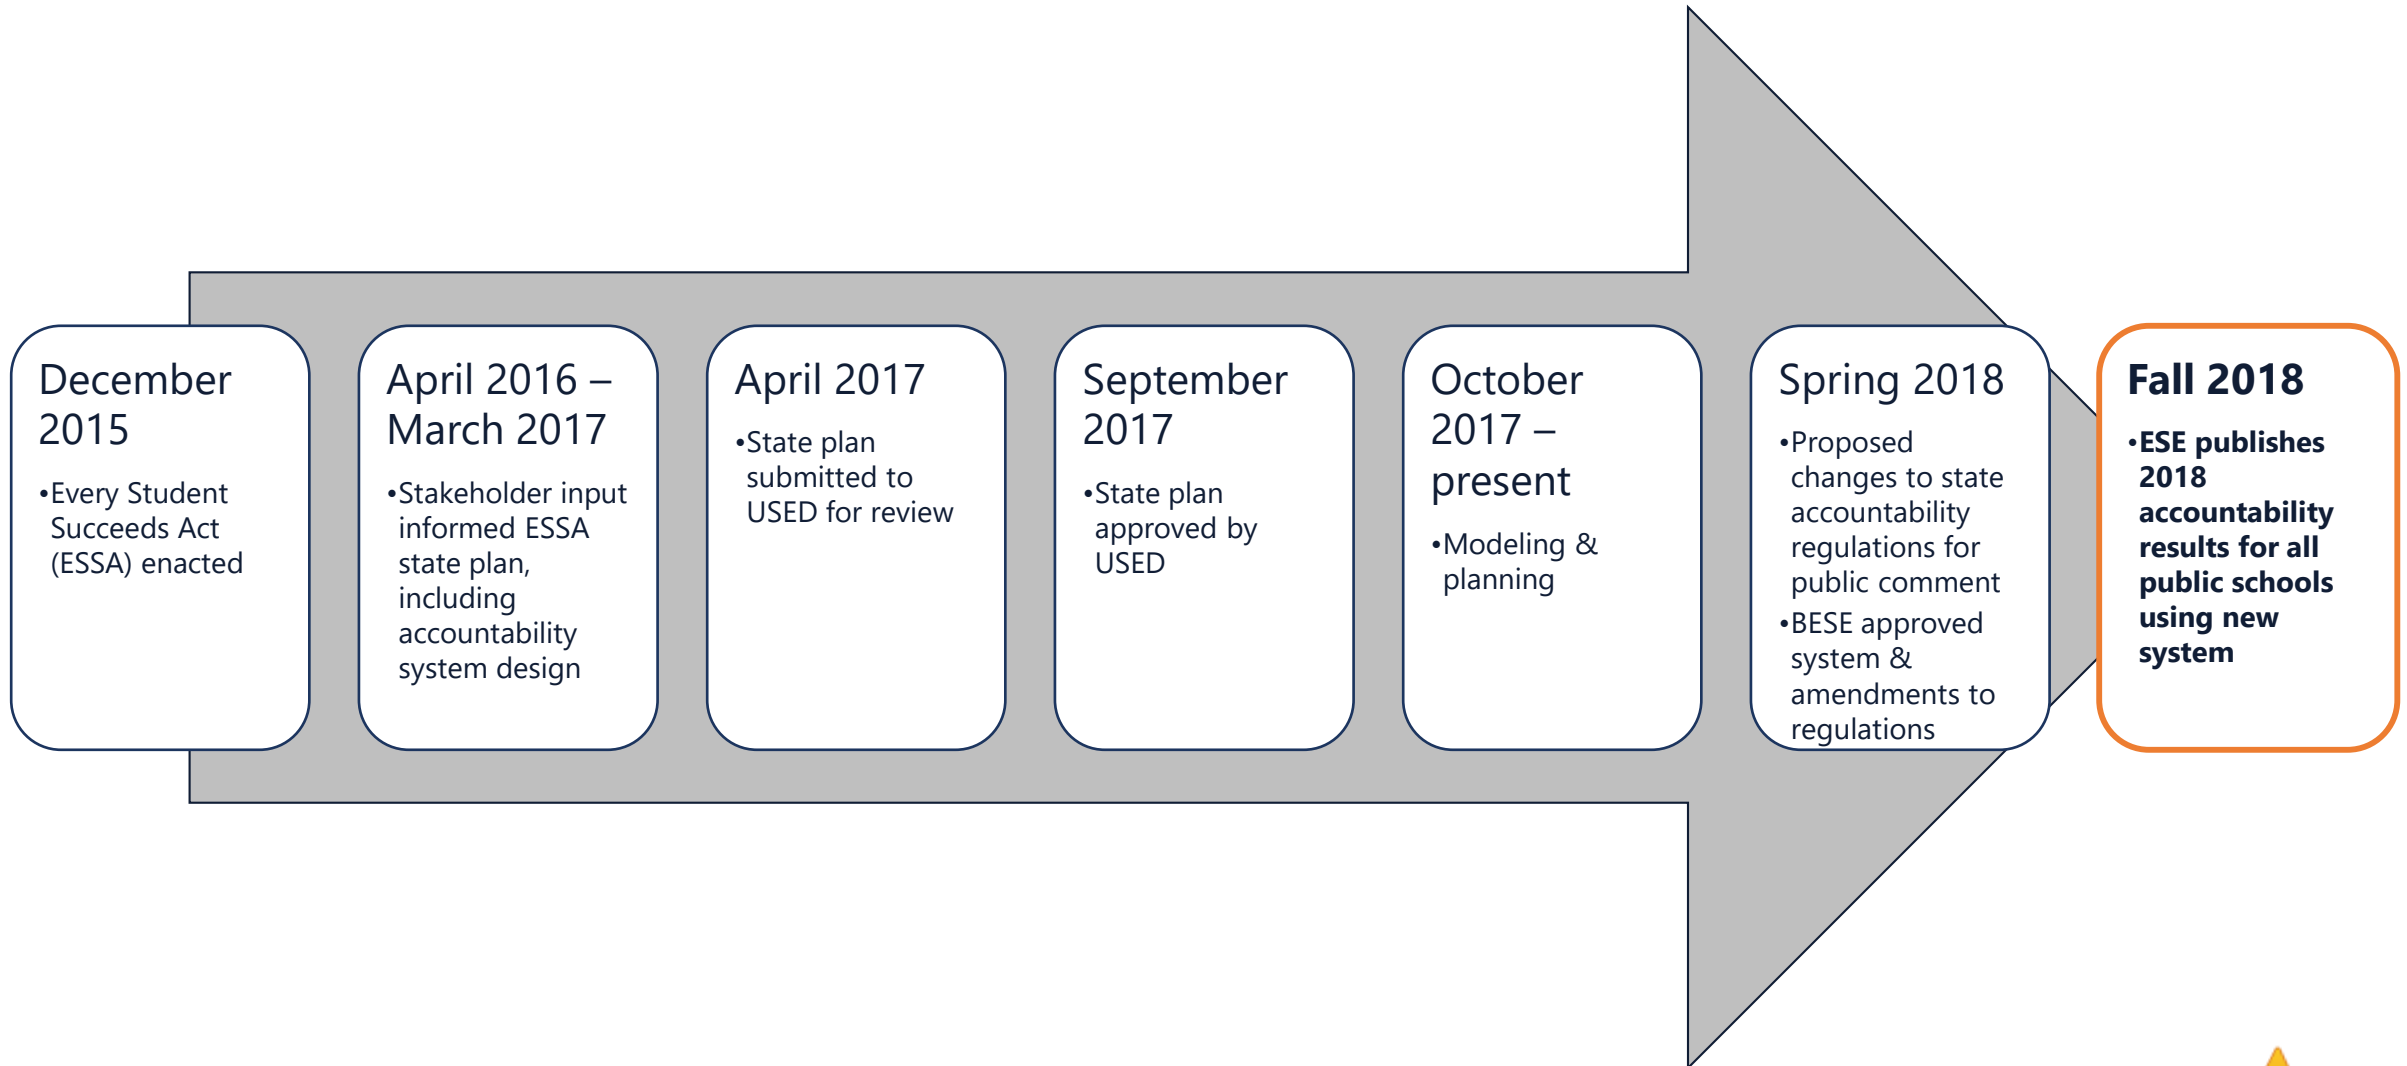 December
2015
•Every Student
Succeeds Act
(ESSA) enacted
April 2016 –
March 2017
•Stakeholder input
informed ESSA
state plan,
including
accountability
system design
April 2017
•State plan
submitted to
USED for review
September
2017
•State plan
approved by
USED
October
2017 –
present
•Modeling &
planning
Spring 2018
•Proposed
changes to state
accountability
regulations for
public comment
•BESE approved
system &
amendments to
regulations
Fall 2018
•ESE publishes
2018
accountability
results for all
public schools
using new
system